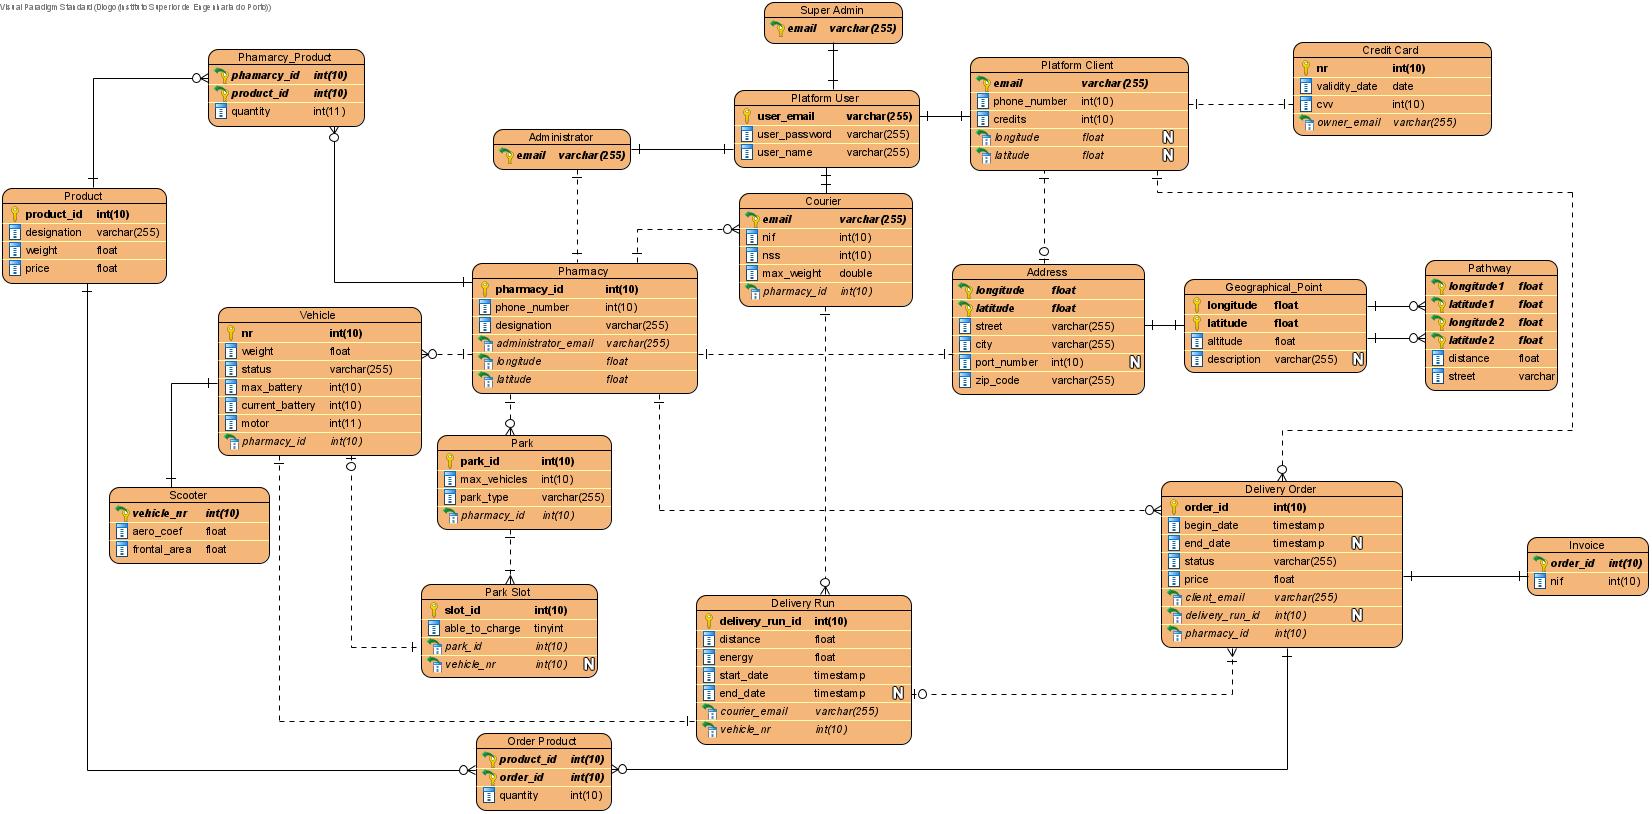 Visual Paradigm Standard (Diogo (Instituto Superior de Engenharia do Porto))
Super Admin
email varchar(255)
Phamarcy_Product
phamarcy_id int(10)
product_id int(10)
quantity int(11)
Platform User
user_email varchar(255)
user_password varchar(255)
user_name varchar(255)
Platform Client
email varchar(255)
phone_number int(10)
credits int(10)
longitude float N
latitude float N
Credit Card
nr int(10)
validity_date date
cvv int(10)
owner_email varchar(255)
Administrator
email varchar(255)
Product
product_id int(10)
designation varchar(255)
weight float
price float
Courier
email varchar(255)
nif int(10)
nss int(10)
max_weight double
pharmacy_id int(10)
Pharmacy
pharmacy_id int(10)
phone_number int(10)
designation varchar(255)
administrator_email varchar(255)
longitude float
latitude float
Address
longitude float
latitude float
street varchar(255)
city varchar(255)
port_number int(10) N
zip_code varchar(255)
Geographical_Point
longitude float
latitude float
altitude float
description varchar(255) N
Pathway
longitude1 float
latitude1 float
longitude2 float
latitude2 float
distance float
street varchar
Vehicle
nr int(10)
weight float
status varchar(255)
max_battery int(10)
current_battery int(10)
motor int(11)
pharmacy_id int(10)
Park
park_id int(10)
max_vehicles int(10)
park_type varchar(255)
pharmacy_id int(10)
Scooter
vehicle_nr int(10)
aero_coef float
frontal_area float
Delivery Order
order_id int(10)
begin_date timestamp
end_date timestamp N
status varchar(255)
price float
client_email varchar(255)
delivery_run_id int(10) N
pharmacy_id int(10)
Invoice
order_id int(10)
nif int(10)
Park Slot
slot_id int(10)
able_to_charge tinyint
park_id int(10)
vehicle_nr int(10) N
Delivery Run
delivery_run_id int(10)
distance float
energy float
start_date timestamp
end_date timestamp N
courier_email varchar(255)
vehicle_nr int(10)
Order Product
product_id int(10)
order_id int(10)
quantity int(10)